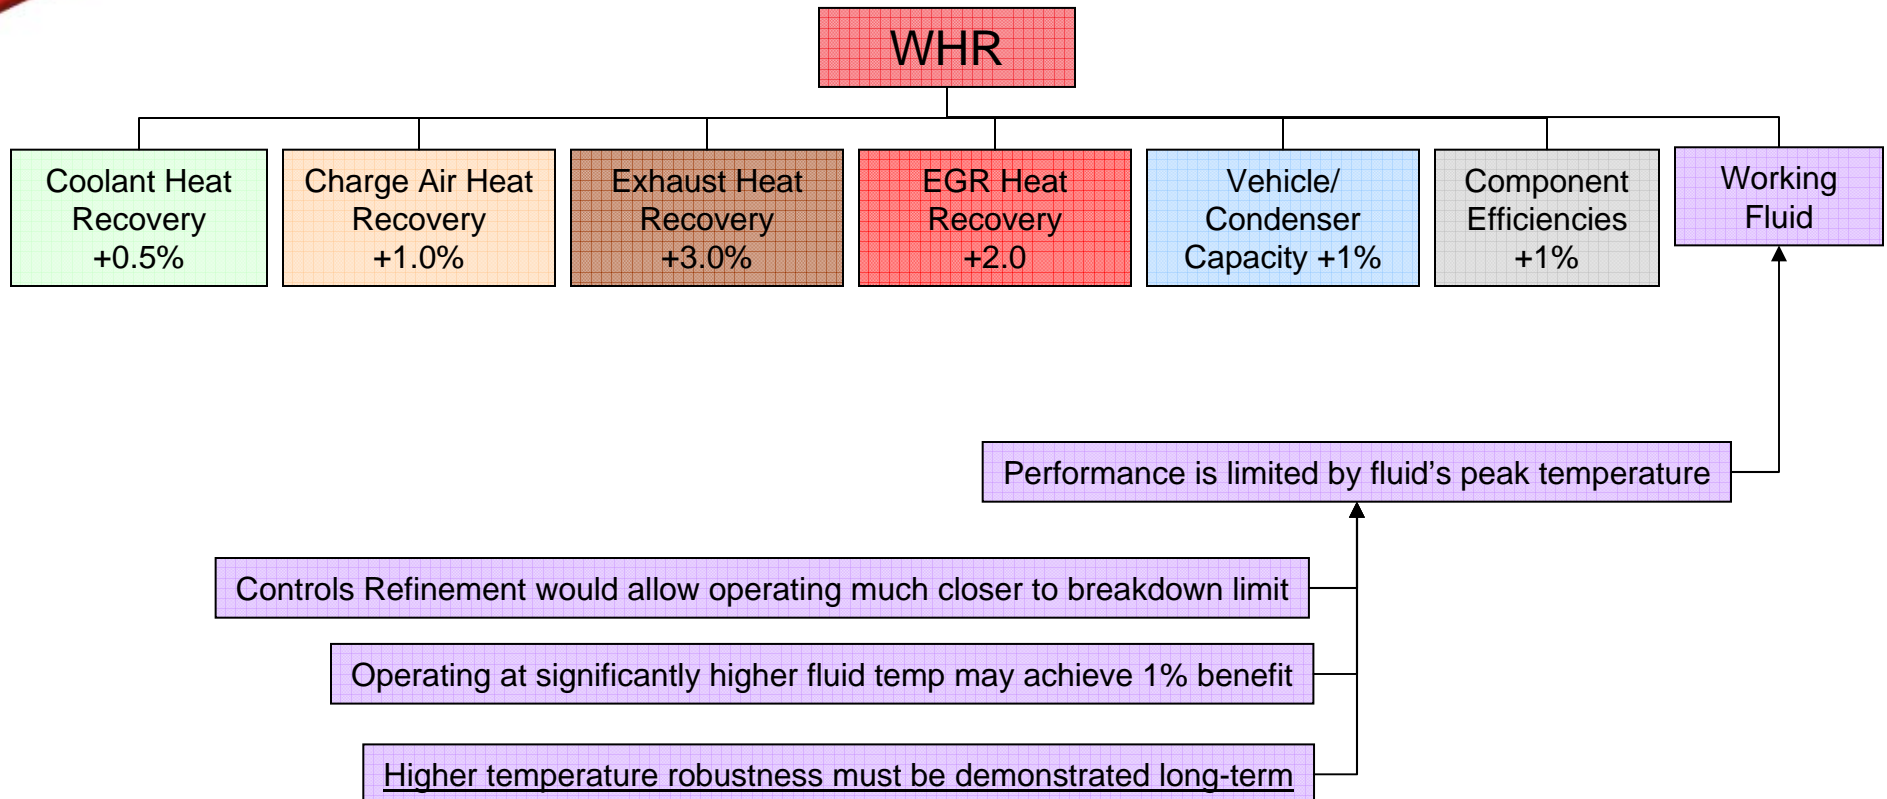 WHR
Coolant Heat
Recovery
+0.5%
Charge Air Heat
Recovery
+1.0%
Exhaust Heat
Recovery
+3.0%
EGR Heat
Recovery
+2.0
Vehicle/
Condenser
Capacity +1%
Component
Efficiencies
+1%
Working
Fluid
Performance is limited by fluid’s peak temperature
Controls Refinement would allow operating much closer to breakdown limit
Operating at significantly higher fluid temp may achieve 1% benefit
Higher temperature robustness must be demonstrated long-term